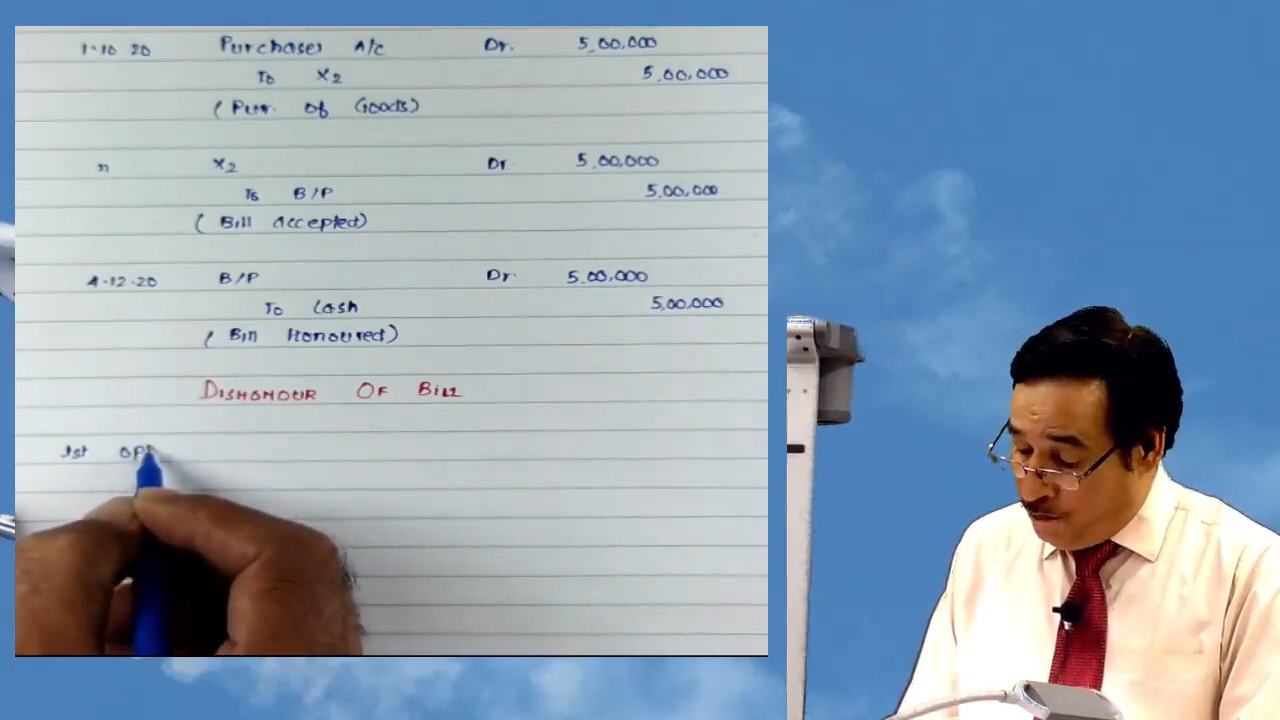 1-10 20 Purchases A/c Dr. 5,00,000
To X2 5,00,000
(Purr. of Goods)
" X2 Dr 5,00,000
To B/P 5,00,000
(Bill Accepted)
4-12-20 B/P Dr. 5,00,000
To Cash 5,00,000
(Bill Honoured)
DISHONOUR OF BILL
1st OPT